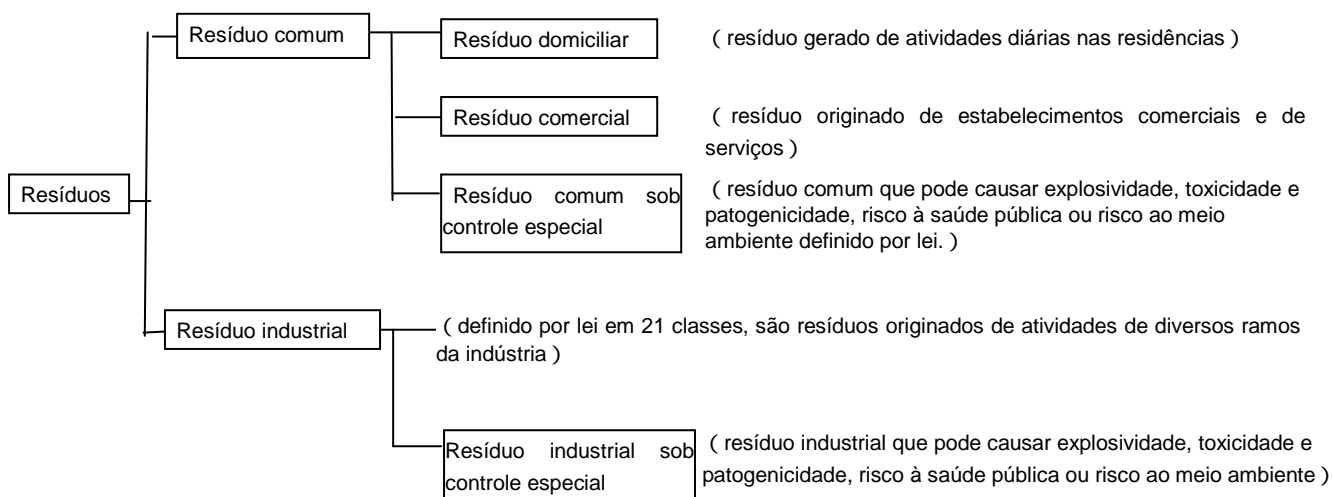 Resíduo comum
Resíduo domiciliar
( resíduo gerado de atividades diárias nas residências )
Resíduo comercial
( resíduo originado de estabelecimentos comerciais e de
serviços )
Resíduos
Resíduo comum sob
controle especial
( resíduo comum que pode causar explosividade, toxicidade e
patogenicidade, risco à saúde pública ou risco ao meio
ambiente definido por lei. )
Resíduo industrial
( definido por lei em 21 classes, são resíduos originados de atividades de diversos ramos
da indústria )
Resíduo industrial sob
controle especial
( resíduo industrial que pode causar explosividade, toxicidade e
patogenicidade, risco à saúde pública ou risco ao meio ambiente )